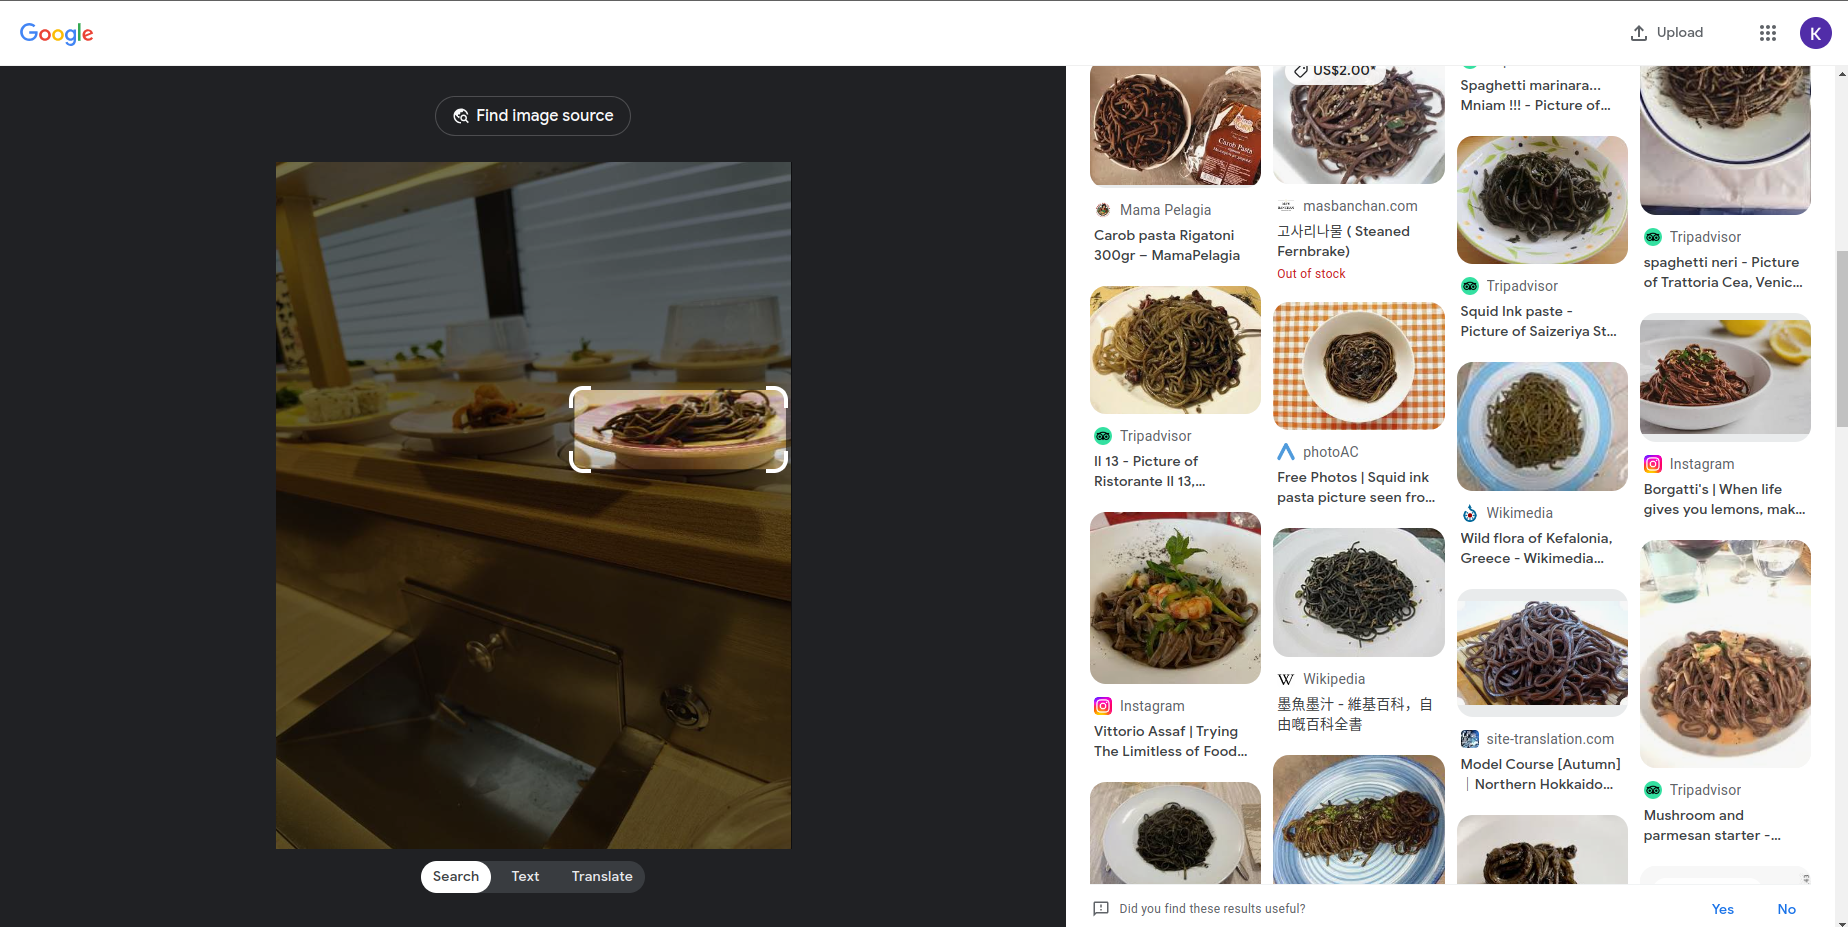 Google
Upload
K
Find image source
Search
Text
Translate
Carob Pasta
Mama Pelagia
Carob pasta Rigatoni
300gr – MamaPelagia
Tripadvisor
Il 13 - Picture of
Ristorante Il 13,...
Instagram
Vittorio Assaf | Trying
The Limitless of Food...
US$2.00*
masbanchan.com
고사리나물 ( Steaned
Fernbrake)
Out of stock
photoAC
Free Photos | Squid ink
pasta picture seen fro...
W
Wikipedia
墨魚墨汁 - 維基百科，自
由嘅百科全書
Spaghetti marinara...
Mniam !!! - Picture of...
Tripadvisor
Squid Ink paste -
Picture of Saizeriya St...
Wikimedia
Wild flora of Kefalonia,
Greece - Wikimedia...
site-translation.com
Model Course [Autumn]
｜Northern Hokkaido...
Tripadvisor
spaghetti neri - Picture
of Trattoria Cea, Venic...
Instagram
Borgatti's | When life
gives you lemons, mak...
Tripadvisor
Mushroom and
parmesan starter -...
Did you find these results useful?
Yes
No